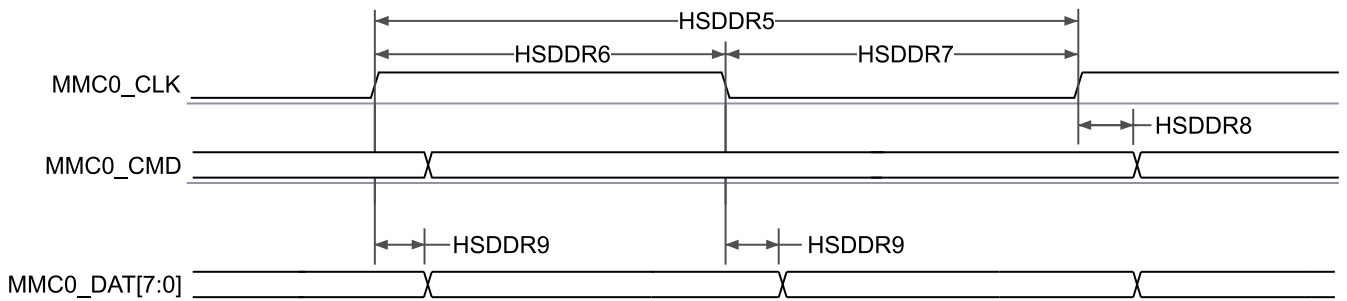 HSDDR5
HSDDR6 HSDDR7
MMC0_CLK
HSDDR8
MMC0_CMD
HSDDR9 HSDDR9
MMC0_DAT[7:0]